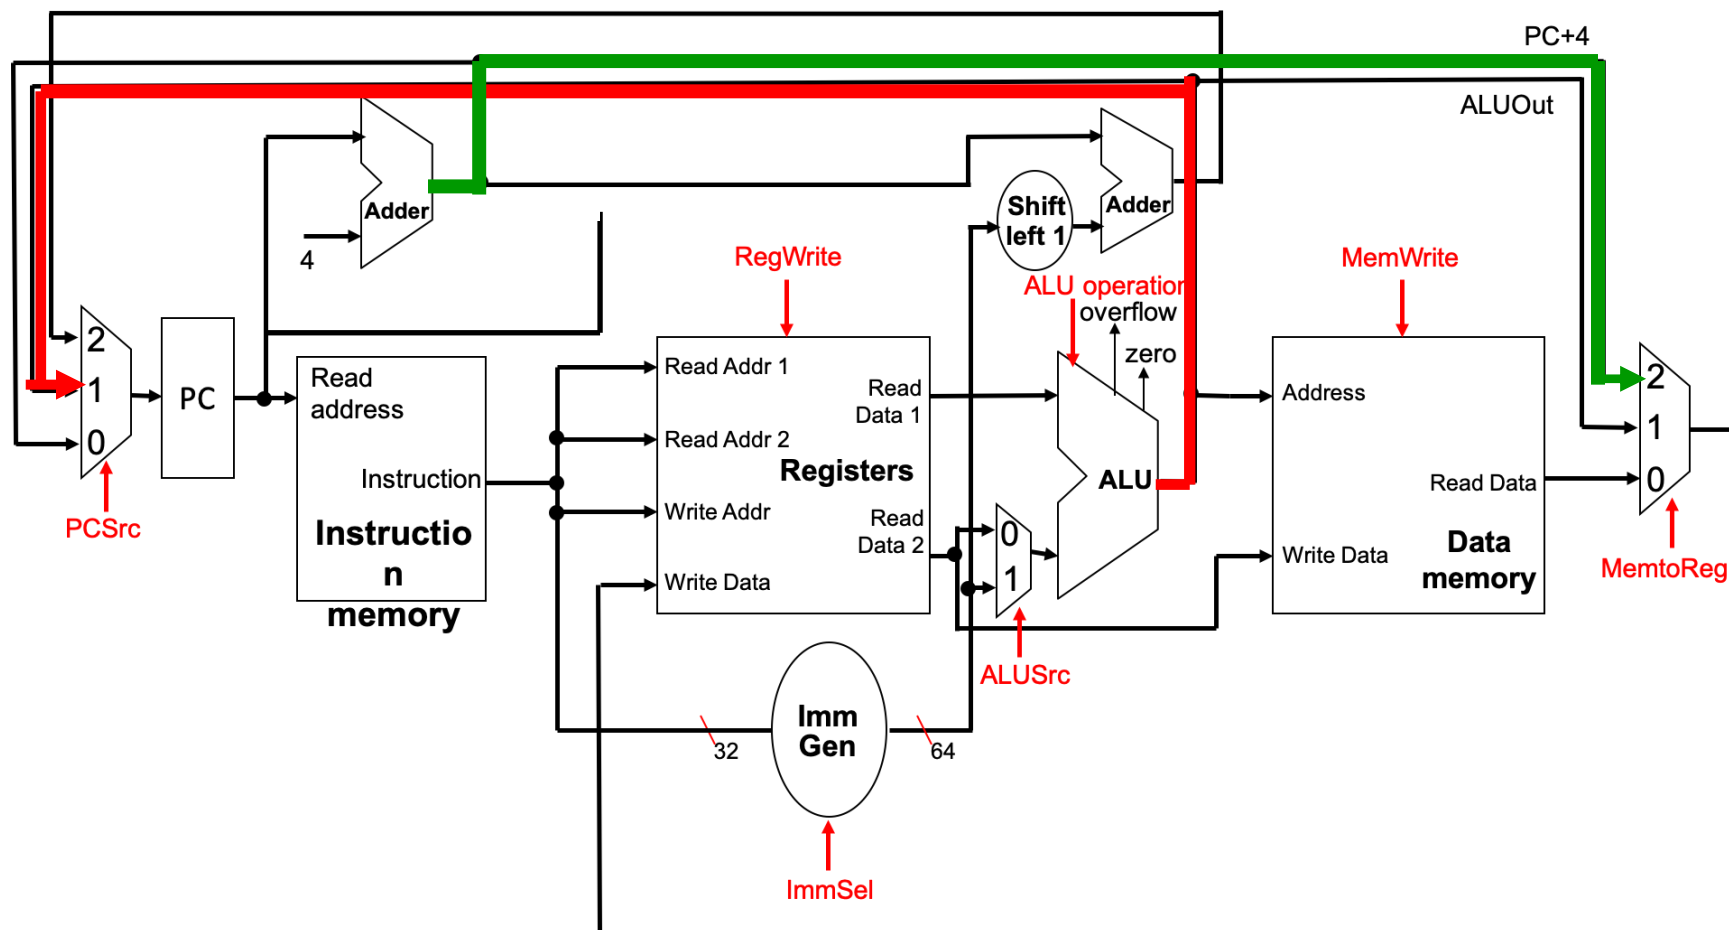 PC+4
ALUOut
Adder
4
Shift
left 1
Adder
RegWrite
ALU operation
overflow
zero
MemWrite
2
1
0
PCSrc
PC
Read
address
Instruction
Instructio
n
memory
Read Addr 1
Read Addr 2
Write Addr
Write Data
Registers
Read
Data 1
Read
Data 2
0
1
ALUSrc
ALU
Address
Write Data
Read Data
Data
memory
2
1
0
MemtoReg
Imm
Gen
32
64
ImmSel